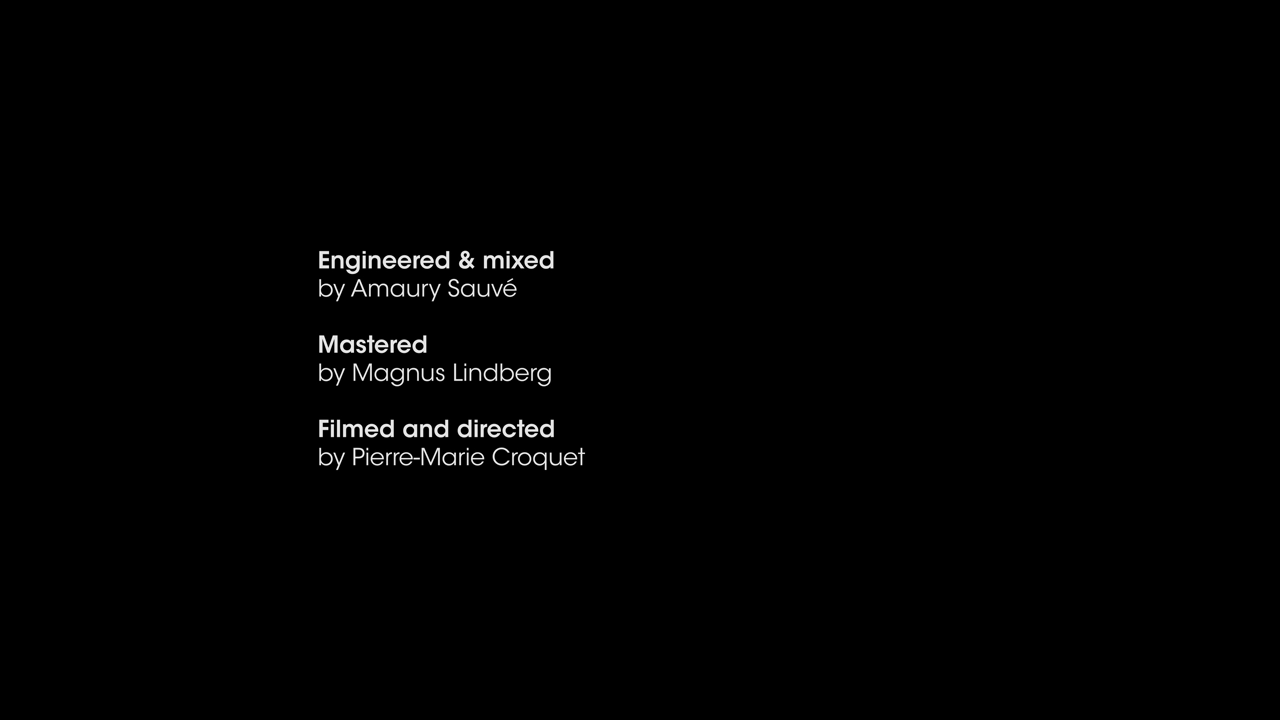 Engineered & mixed
by Amaury Sauvé
Mastered
by Magnus Lindberg
Filmed and directed
by Pierre-Marie Croquet